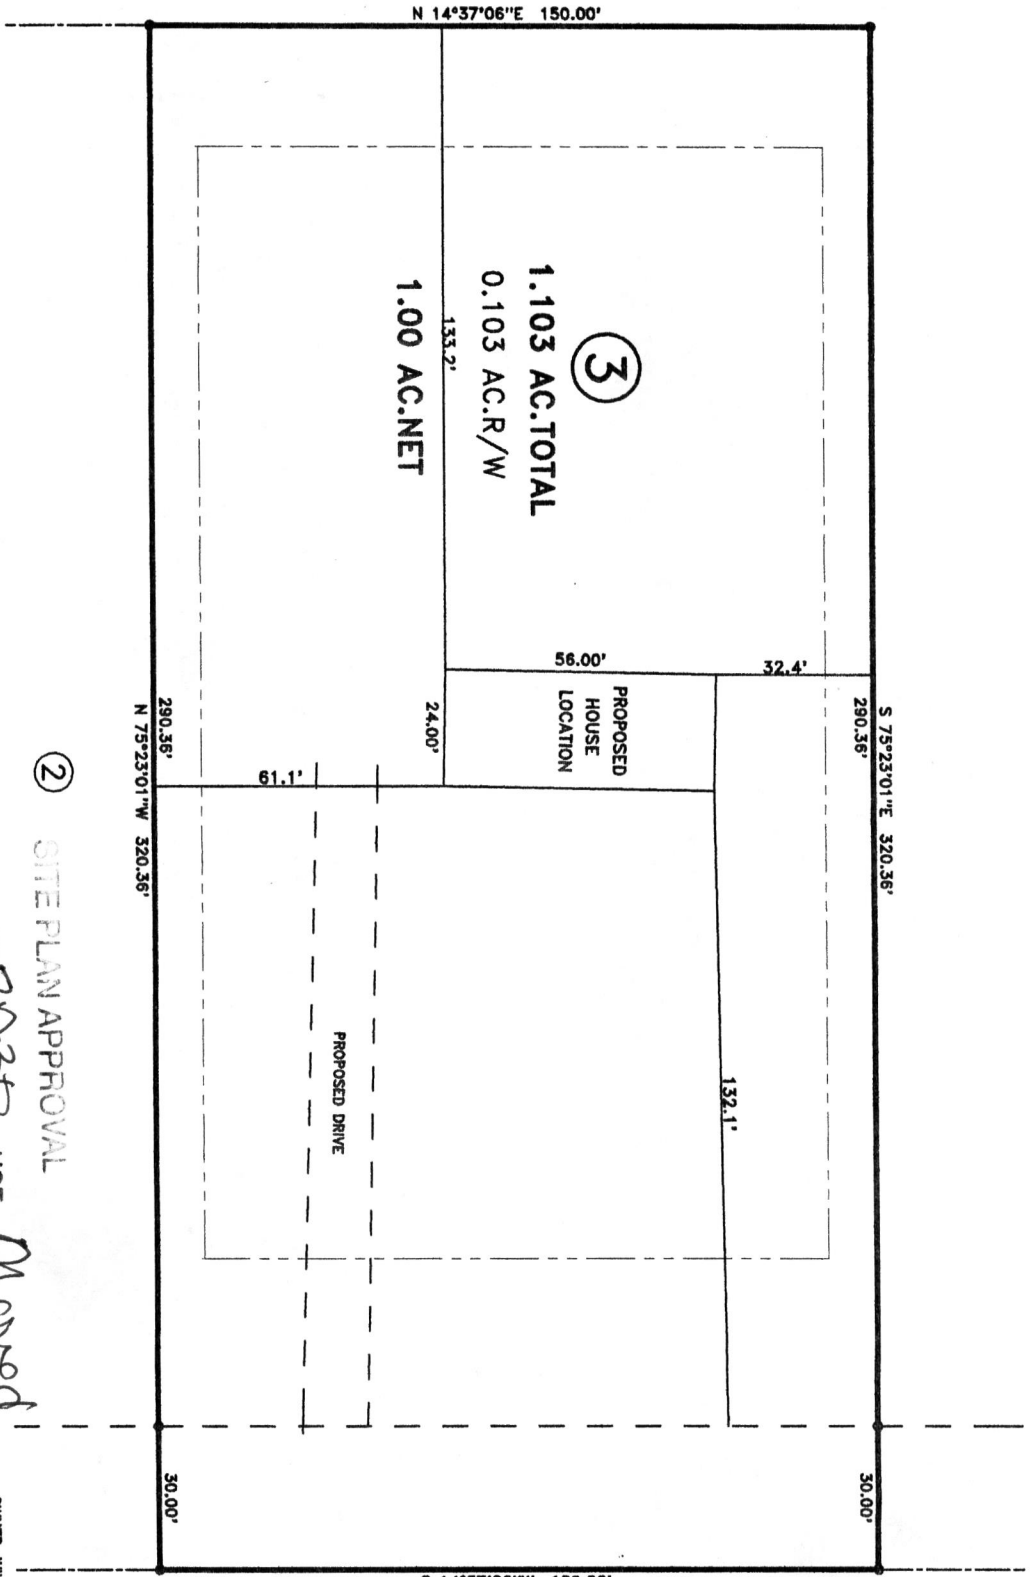 N 14°37'06"E 150.00'
3
1.103 AC.TOTAL
0.103 AC.R/W
1.00 AC.NET
133.2'
56.00'
32.4'
PROPOSED
HOUSE
LOCATION
24.00'
61.1'
290.36'
S 75°23'01"E 320.36'
290.36'
N 75°23'01"W 320.36'
2
SITE PLAN APPROVAL
132.1'
PROPOSED DRIVE
30.00'
30.00'